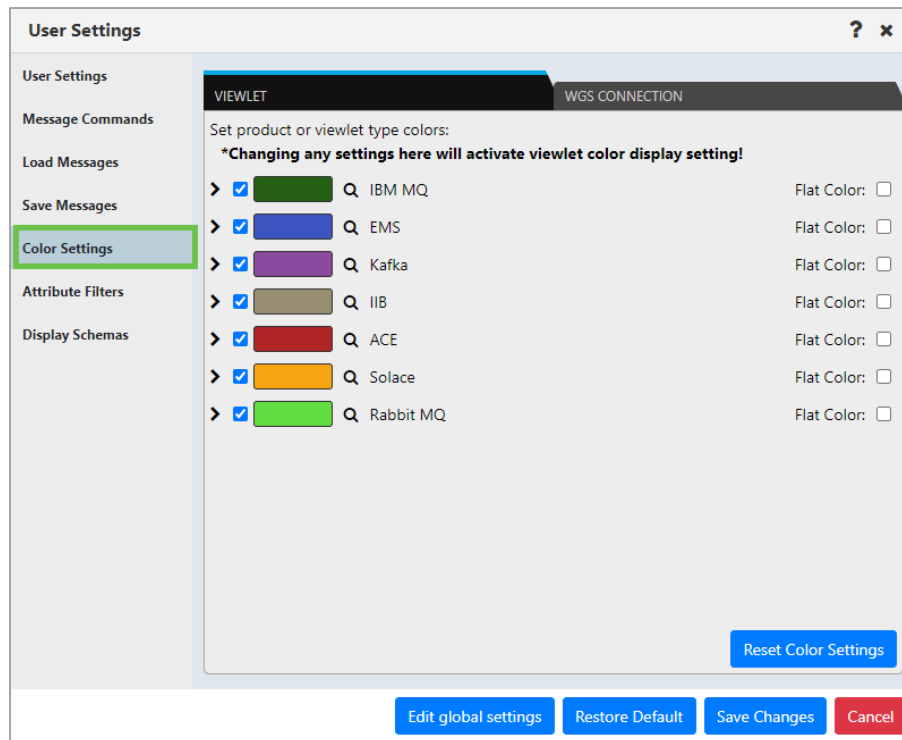 User Settings
? ×
User Settings
Message Commands
Load Messages
Save Messages
Color Settings
Attribute Filters
Display Schemas
VIEWLET
WGS CONNECTION
Set product or viewlet type colors:
*Changing any settings here will activate viewlet color display setting!
IBM MQ Flat Color:
EMS Flat Color:
Kafka Flat Color:
IIB Flat Color:
ACE Flat Color:
Solace Flat Color:
Rabbit MQ Flat Color:
Reset Color Settings
Edit global settings
Restore Default
Save Changes
Cancel